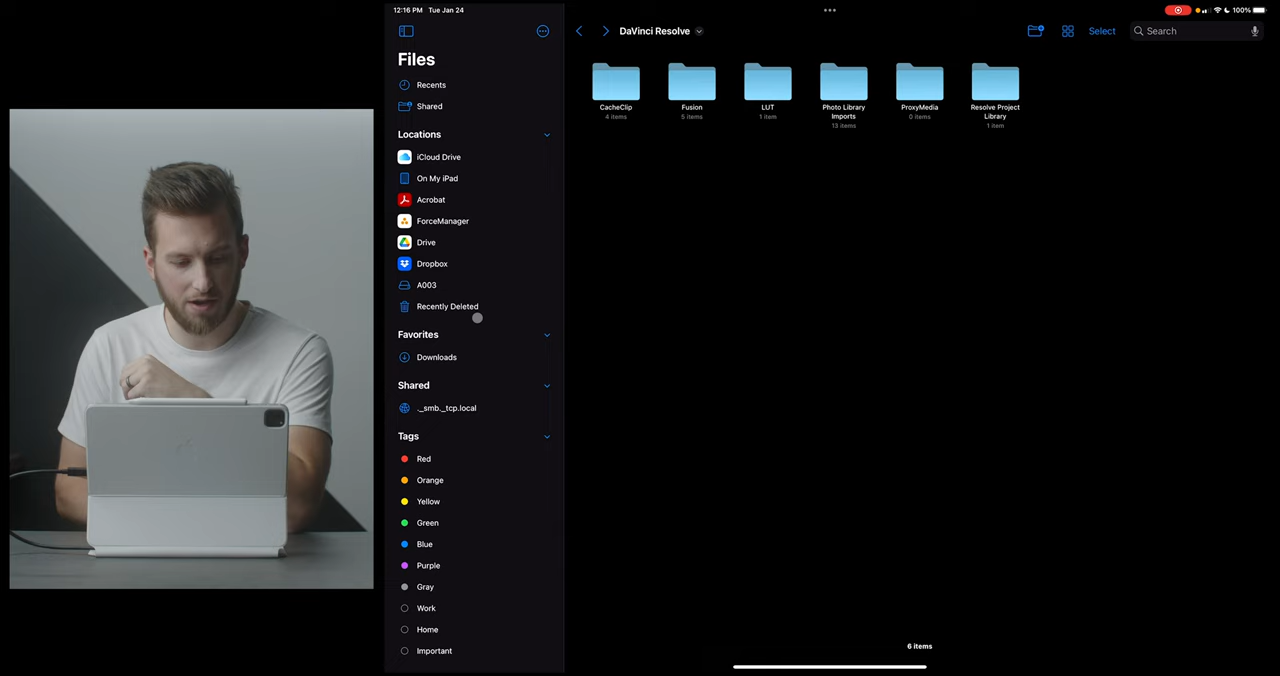 12:16 PM Tue Jan 24
100%
Files
Recents
Shared
Locations
iCloud Drive
On My iPad
Acrobat
ForceManager
Drive
Dropbox
A003
Recently Deleted
Favorites
Downloads
Shared
._smb._tcp.local
Tags
Red
Orange
Yellow
Green
Blue
Purple
Gray
Work
Home
Important
DaVinci Resolve
Select
Search
CacheClip
4 items
Fusion
5 items
LUT
1 item
Photo Library
Imports
13 items
ProxyMedia
0 items
Resolve Project
Library
1 item
6 items